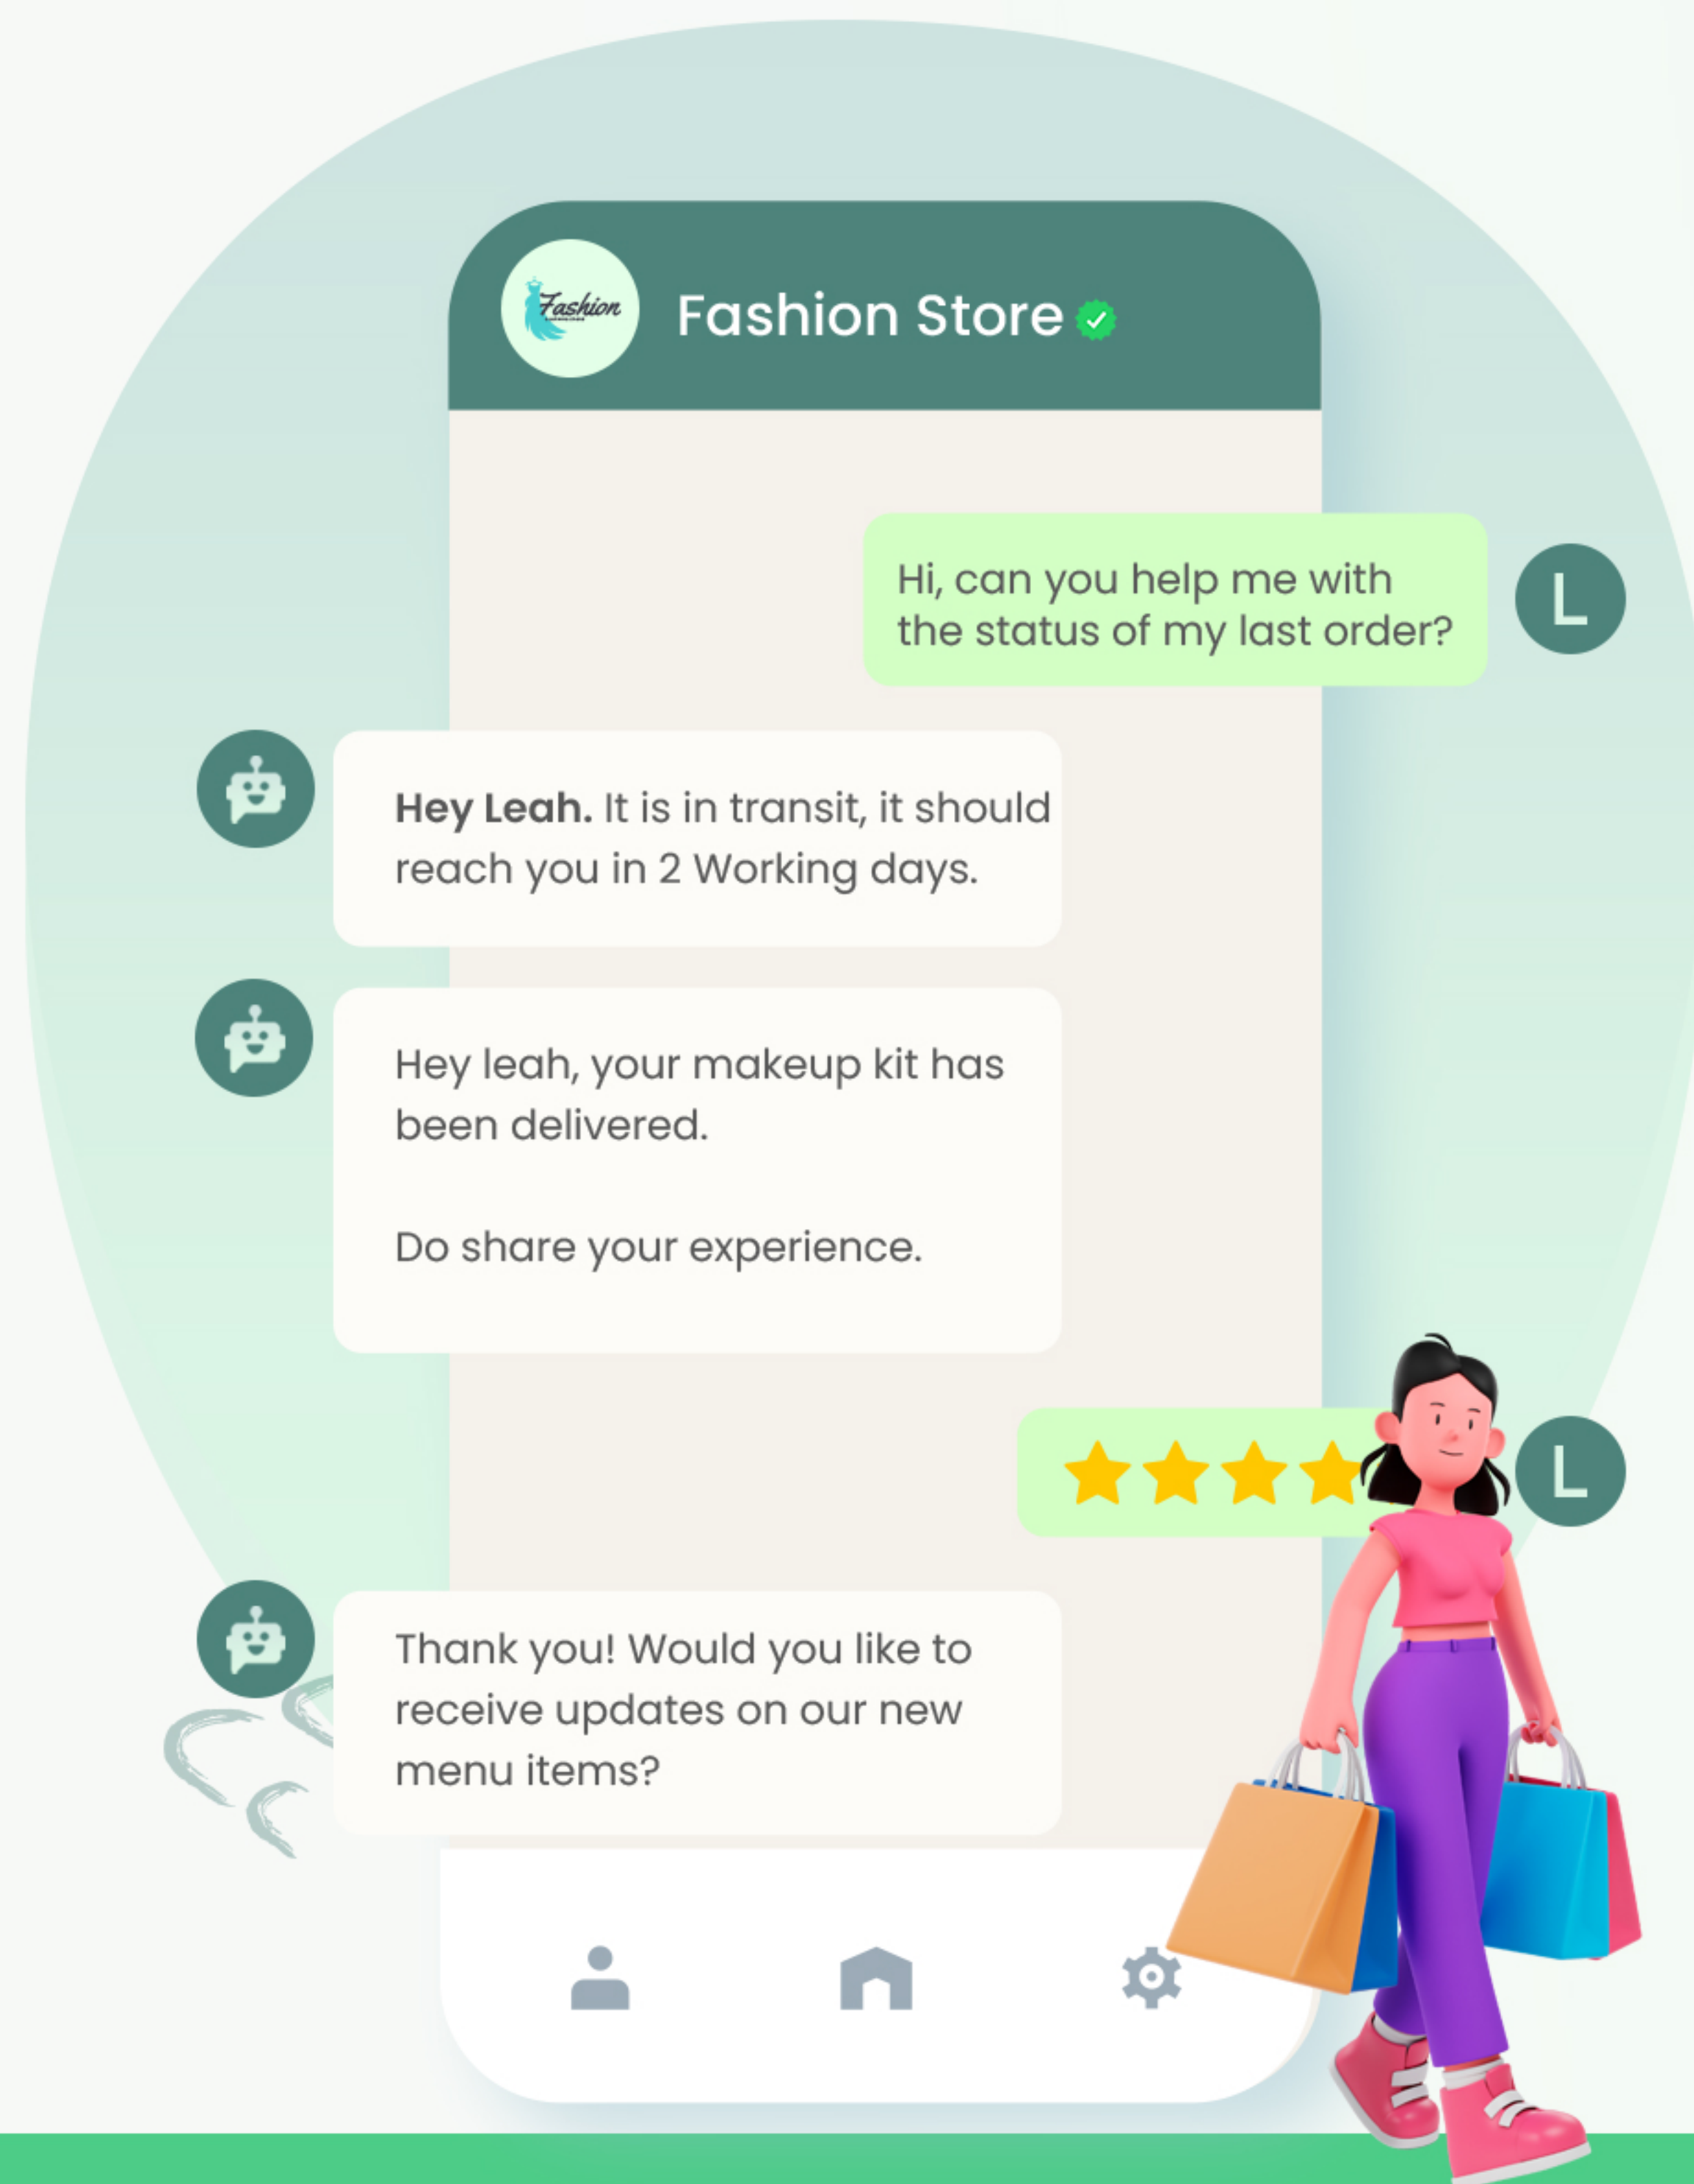 Fashion
Fashion Store
Hi, can you help me with
the status of my last order?
L
Hey Leah. It is in transit, it should
reach you in 2 Working days.
Hey leah, your makeup kit has
been delivered.
Do share your experience.
L
Thank you! Would you like to
receive updates on our new
menu items?